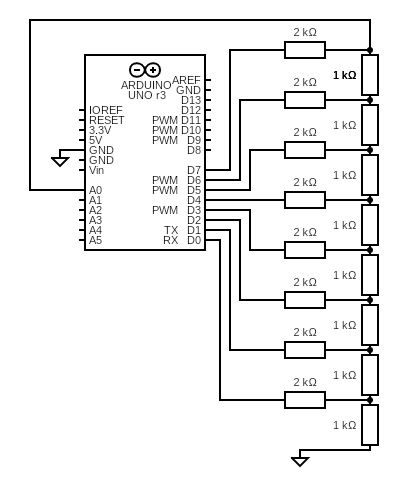 2 kΩ
1 kΩ
ARDUINO
UNO r3
AREF
GND
D13
D12
IOREF
PWM D11
RESET
PWM D10
3.3V
PWM D9
5V
D8
GND
GND
Vin
D7
PWM D6
A0
PWM D5
A1
D4
A2
PWM D3
A3
D2
A4
TX D1
A5
RX D0
2 kΩ
1 kΩ
2 kΩ
1 kΩ
2 kΩ
1 kΩ
2 kΩ
1 kΩ
2 kΩ
1 kΩ
2 kΩ
1 kΩ
2 kΩ
1 kΩ